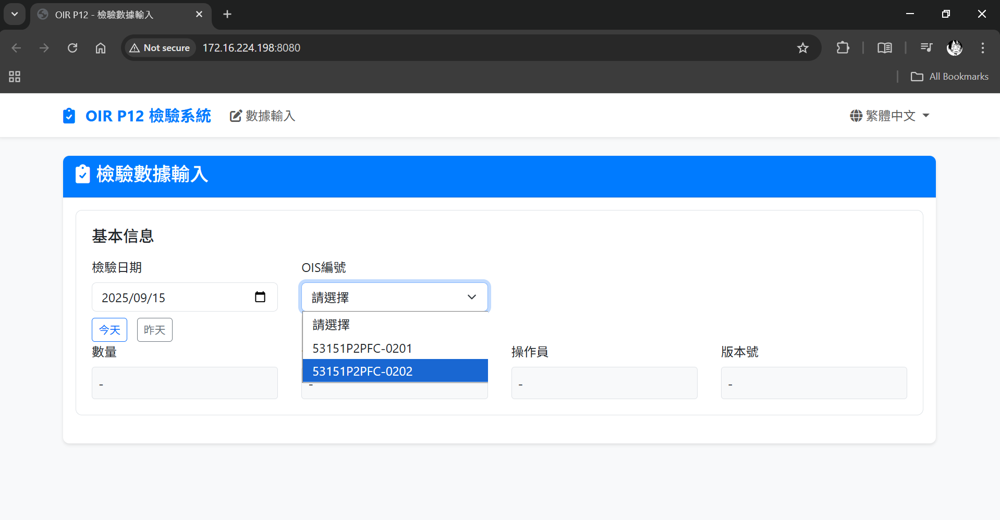 OIR P12 - 檢驗數據輸入
Not secure
172.16.224.198:8080
All Bookmarks
OIR P12 檢驗系統
數據輸入
繁體中文
檢驗數據輸入
基本信息
檢驗日期
OIS編號
2025/09/15
請選擇
請選擇
53151P2PFC-0201
53151P2PFC-0202
今天
昨天
數量
操作員
版本號
-
-
-
-